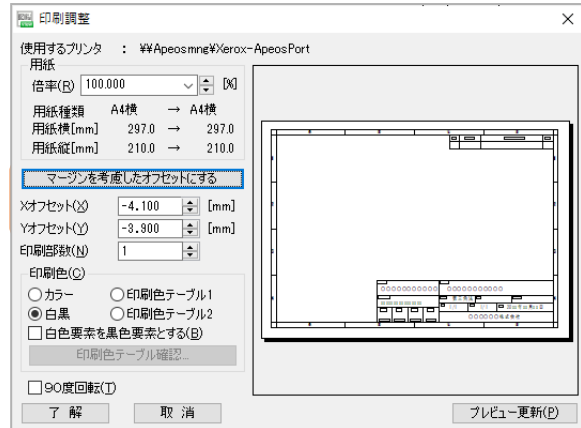 印刷調整
使用するプリンタ : ¥¥Apeosmng¥Xerox-ApeosPort
用紙
倍率(R) 100.000 [%]
用紙種類 A4横 → A4横
用紙横[mm] 297.0 → 297.0
用紙縦[mm] 210.0 → 210.0
マージンを考慮したオフセットにする
Xオフセット(X) -4.100 [mm]
Yオフセット(Y) -3.900 [mm]
印刷部数(N) 1
印刷色(C)
カラー 印刷色テーブル1
白黒 印刷色テーブル2
白色要素を黒色要素とする(B)
印刷色テーブル確認...
90度回転(T)
了解 取消 プレビュー更新(P)